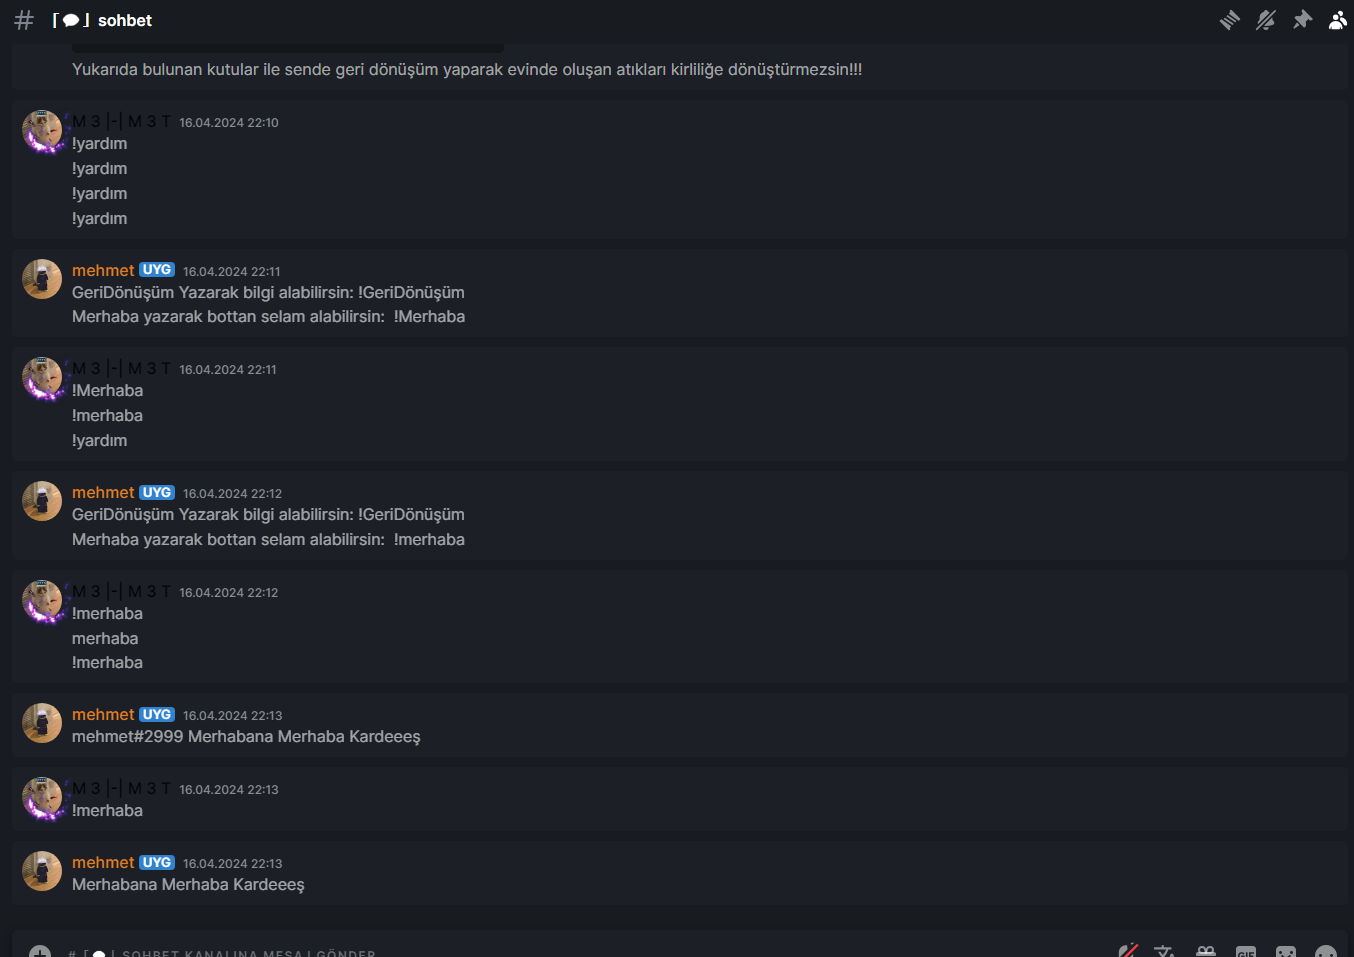 # 「💬」sohbet
Yukarıda bulunan kutular ile sende geri dönüşüm yaparak evinde oluşan atıkları kirliliğe dönüştürmezsin!!!
M 3 |-| M 3 T 16.04.2024 22:10
!yardım
!yardım
!yardım
!yardım
mehmet UYG 16.04.2024 22:11
GeriDönüşüm Yazarak bilgi alabilirsin: !GeriDönüşüm
Merhaba yazarak bottan selam alabilirsin:  !Merhaba
M 3 |-| M 3 T 16.04.2024 22:11
!Merhaba
!merhaba
!yardım
mehmet UYG 16.04.2024 22:12
GeriDönüşüm Yazarak bilgi alabilirsin: !GeriDönüşüm
Merhaba yazarak bottan selam alabilirsin:  !merhaba
M 3 |-| M 3 T 16.04.2024 22:12
!merhaba
merhaba
!merhaba
mehmet UYG 16.04.2024 22:13
mehmet#2999 Merhabana Merhaba Kardeeeş
M 3 |-| M 3 T 16.04.2024 22:13
!merhaba
mehmet UYG 16.04.2024 22:13
Merhabana Merhaba Kardeeeş
# 「💬」SOHBET KANALINA MESAJ GÖNDER
GIF